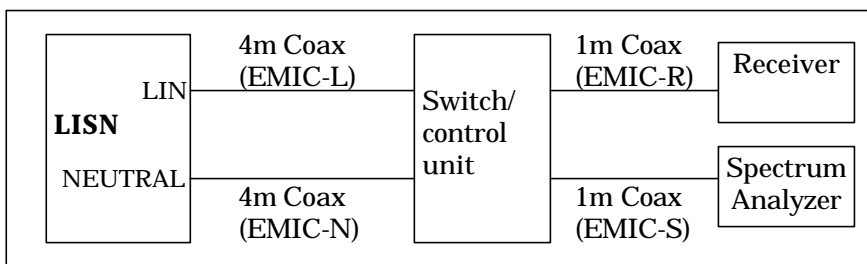 4m Coax
(EMIC-L)
1m Coax
(EMIC-R)
Receiver
LIN
LISN
Switch/
control
unit
NEUTRAL
4m Coax
(EMIC-N)
1m Coax
(EMIC-S)
Spectrum
Analyzer